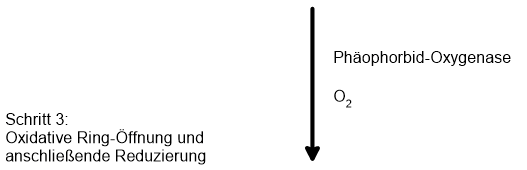 Phäophorbid-Oxygenase
O₂
Schritt 3:
Oxidative Ring-Öffnung und
anschließende Reduzierung